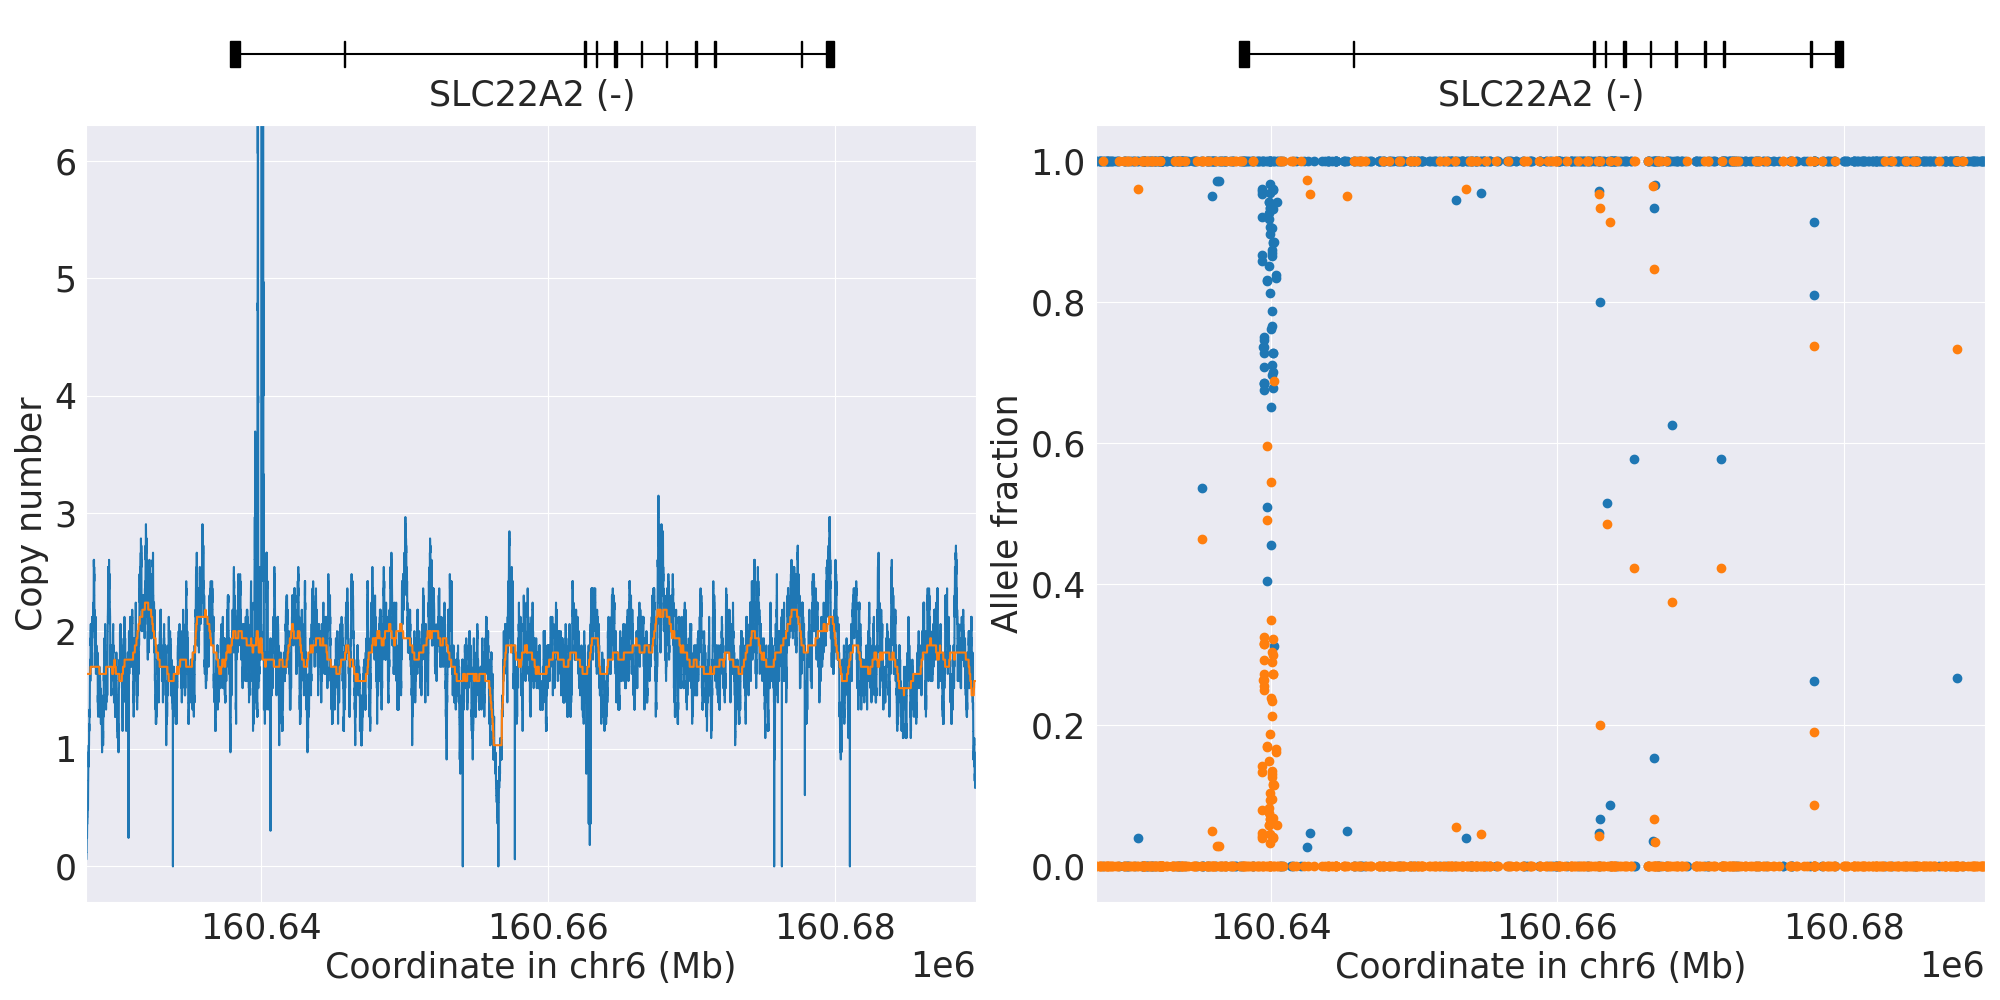 SLC22A2 (-)
6
5
4
3
2
1
0
Copy number
160.64
160.66
160.68
Coordinate in chr6 (Mb)
1e6
SLC22A2 (-)
1.0
0.8
0.6
0.4
0.2
0.0
Allele fraction
160.64
160.66
160.68
Coordinate in chr6 (Mb)
1e6